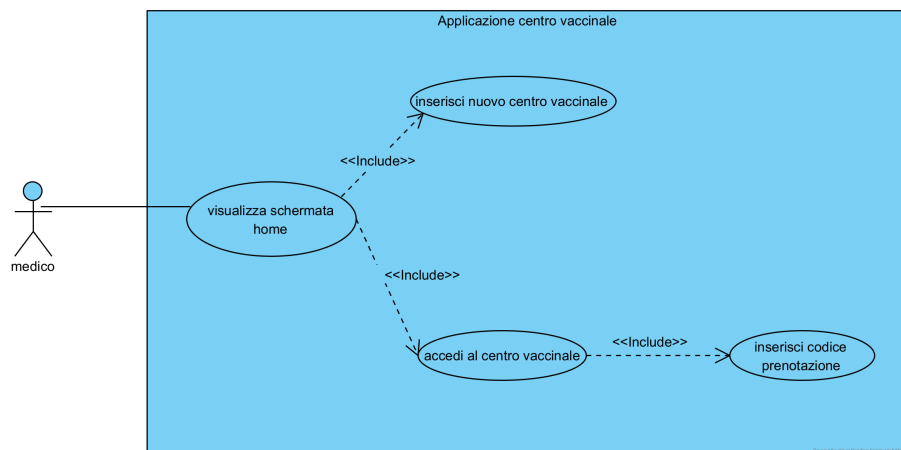 Applicazione centro vaccinale
inserisci nuovo centro vaccinale
<<Include>>
visualizza schermata
home
medico
<<Include>>
accedi al centro vaccinale
<<Include>>
inserisci codice
prenotazione